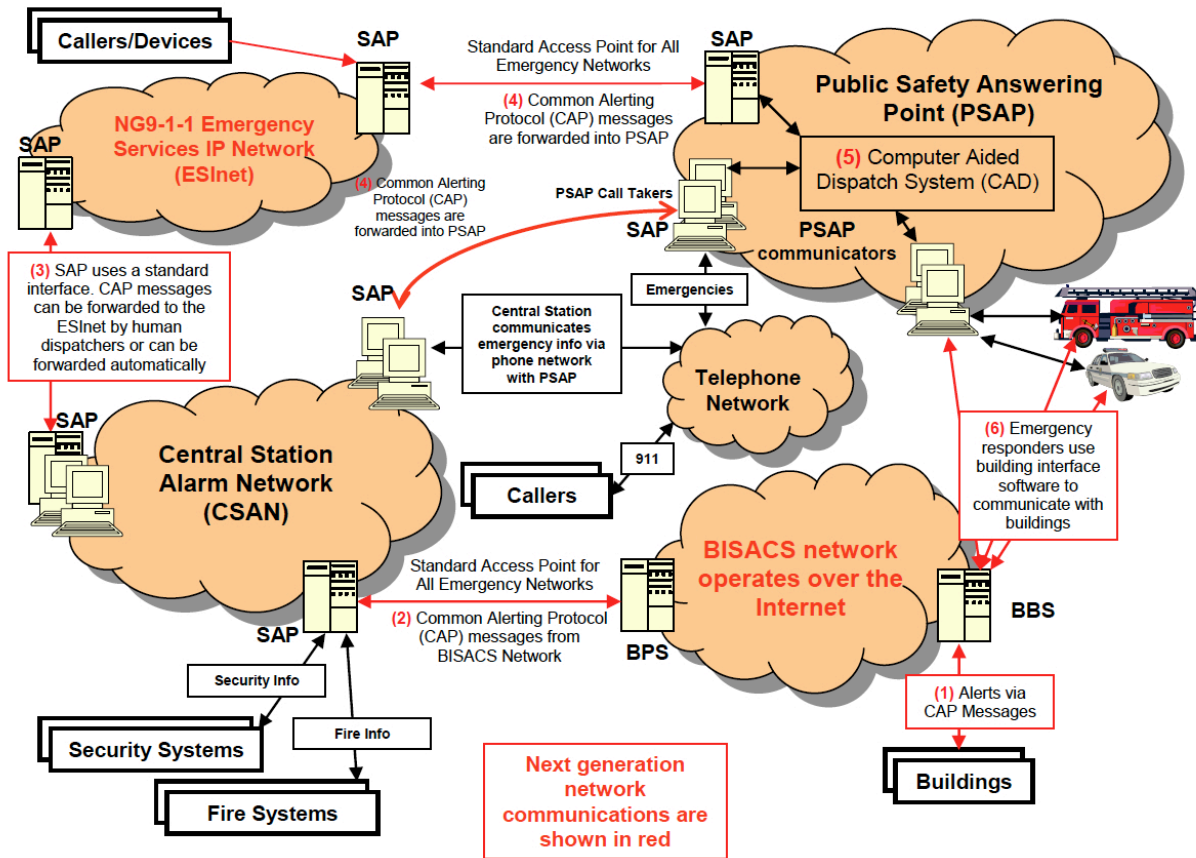 Callers/Devices
SAP
Standard Access Point for All
Emergency Networks
SAP
(4) Common Alerting
Protocol (CAP) messages
are forwarded into PSAP
Public Safety Answering
Point (PSAP)
SAP
NG9-1-1 Emergency
Services IP Network
(ESInet)
(4) Common Alerting
Protocol (CAP)
messages are
forwarded into PSAP
PSAP Call Takers
SAP
(5) Computer Aided
Dispatch System (CAD)
PSAP
communicators
(3) SAP uses a standard
interface. CAP messages
can be forwarded to the
ESInet by human
dispatchers or can be
forwarded automatically
SAP
Central Station
communicates
emergency info via
phone network
with PSAP
Emergencies
Telephone
Network
911
Callers
SAP
Central Station
Alarm Network
(CSAN)
(6) Emergency
responders use
building interface
software to
communicate with
buildings
Standard Access Point for
All Emergency Networks
(2) Common Alerting Protocol
(CAP) messages from
BISACS Network
SAP
BPS
BISACS network
operates over the
Internet
BBS
(1) Alerts via
CAP Messages
Buildings
Security Info
Security Systems
Fire Info
Fire Systems
Next generation
network
communications are
shown in red